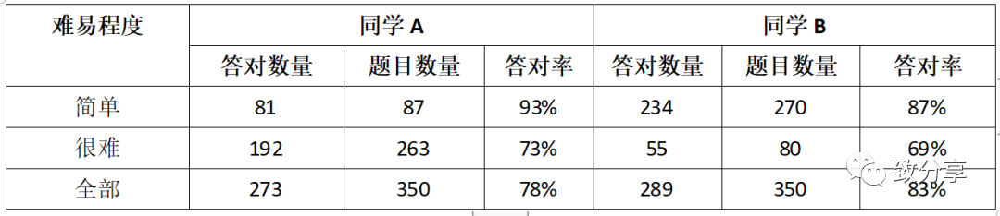 难易程度 同学 A 同学 B
答对数量 题目数量 答对率 答对数量 题目数量 答对率
简单 81 87 93% 234 270 87%
很难 192 263 73% 55 80 69%
全部 273 350 78% 289 350 83%
致分享